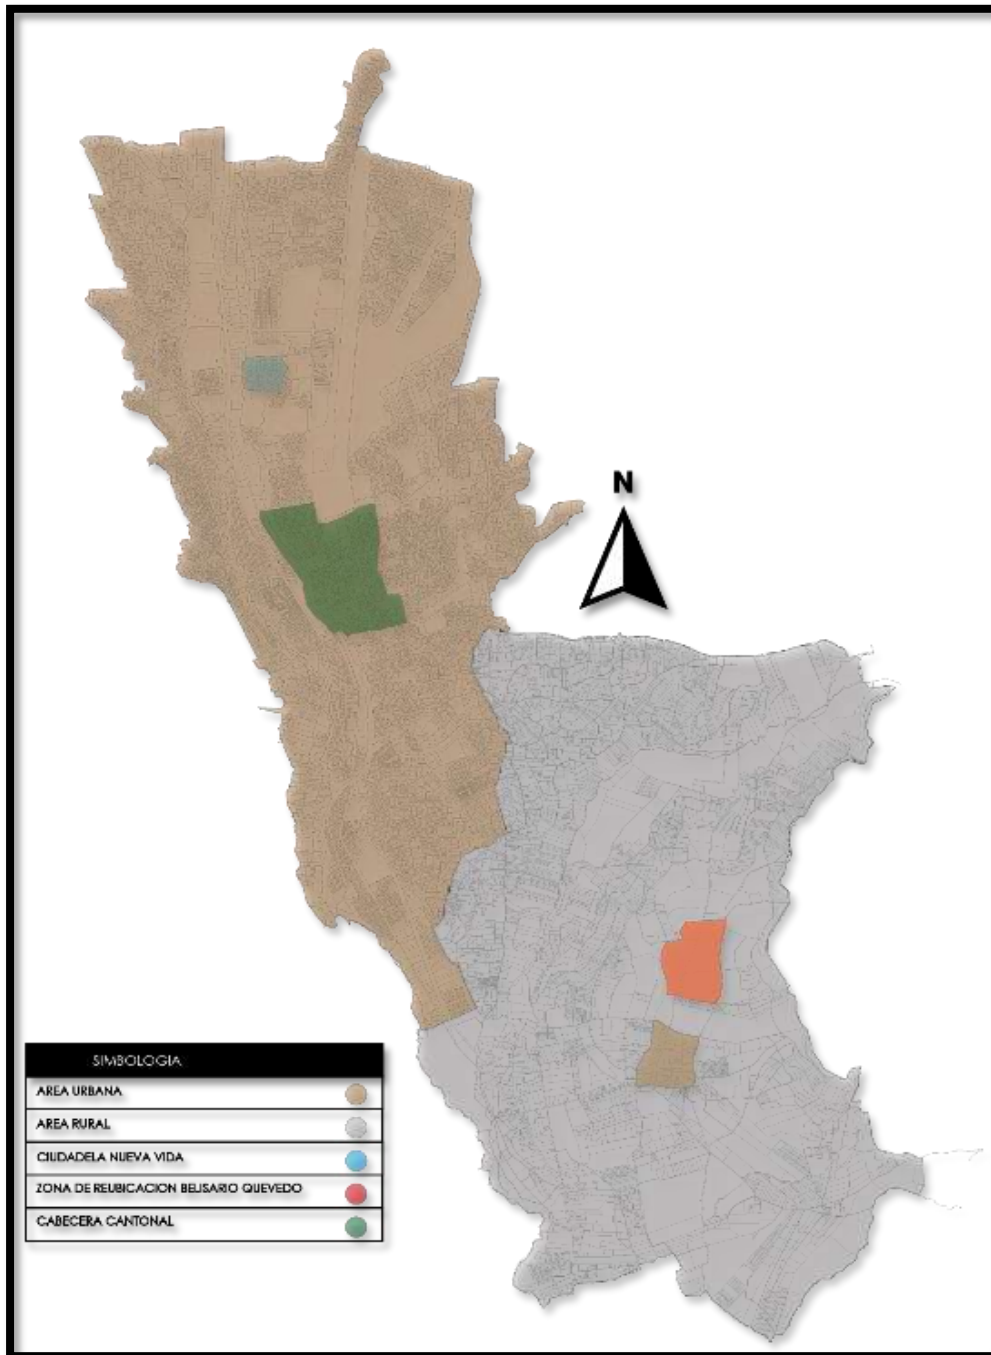 N
SIMBOLOGIA
AREA URBANA
AREA RURAL
CIUDADELA NUEVA VIDA
ZONA DE REUBICACION BELISARIO QUEVEDO
CABECERA CANTONAL